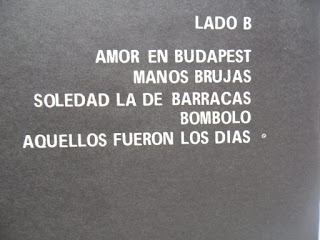 LADO B
AMOR EN BUDAPEST
MANOS BRUJAS
SOLEDAD LA DE BARRACAS
BOMBOLO
AQUELLOS FUERON LOS DIAS